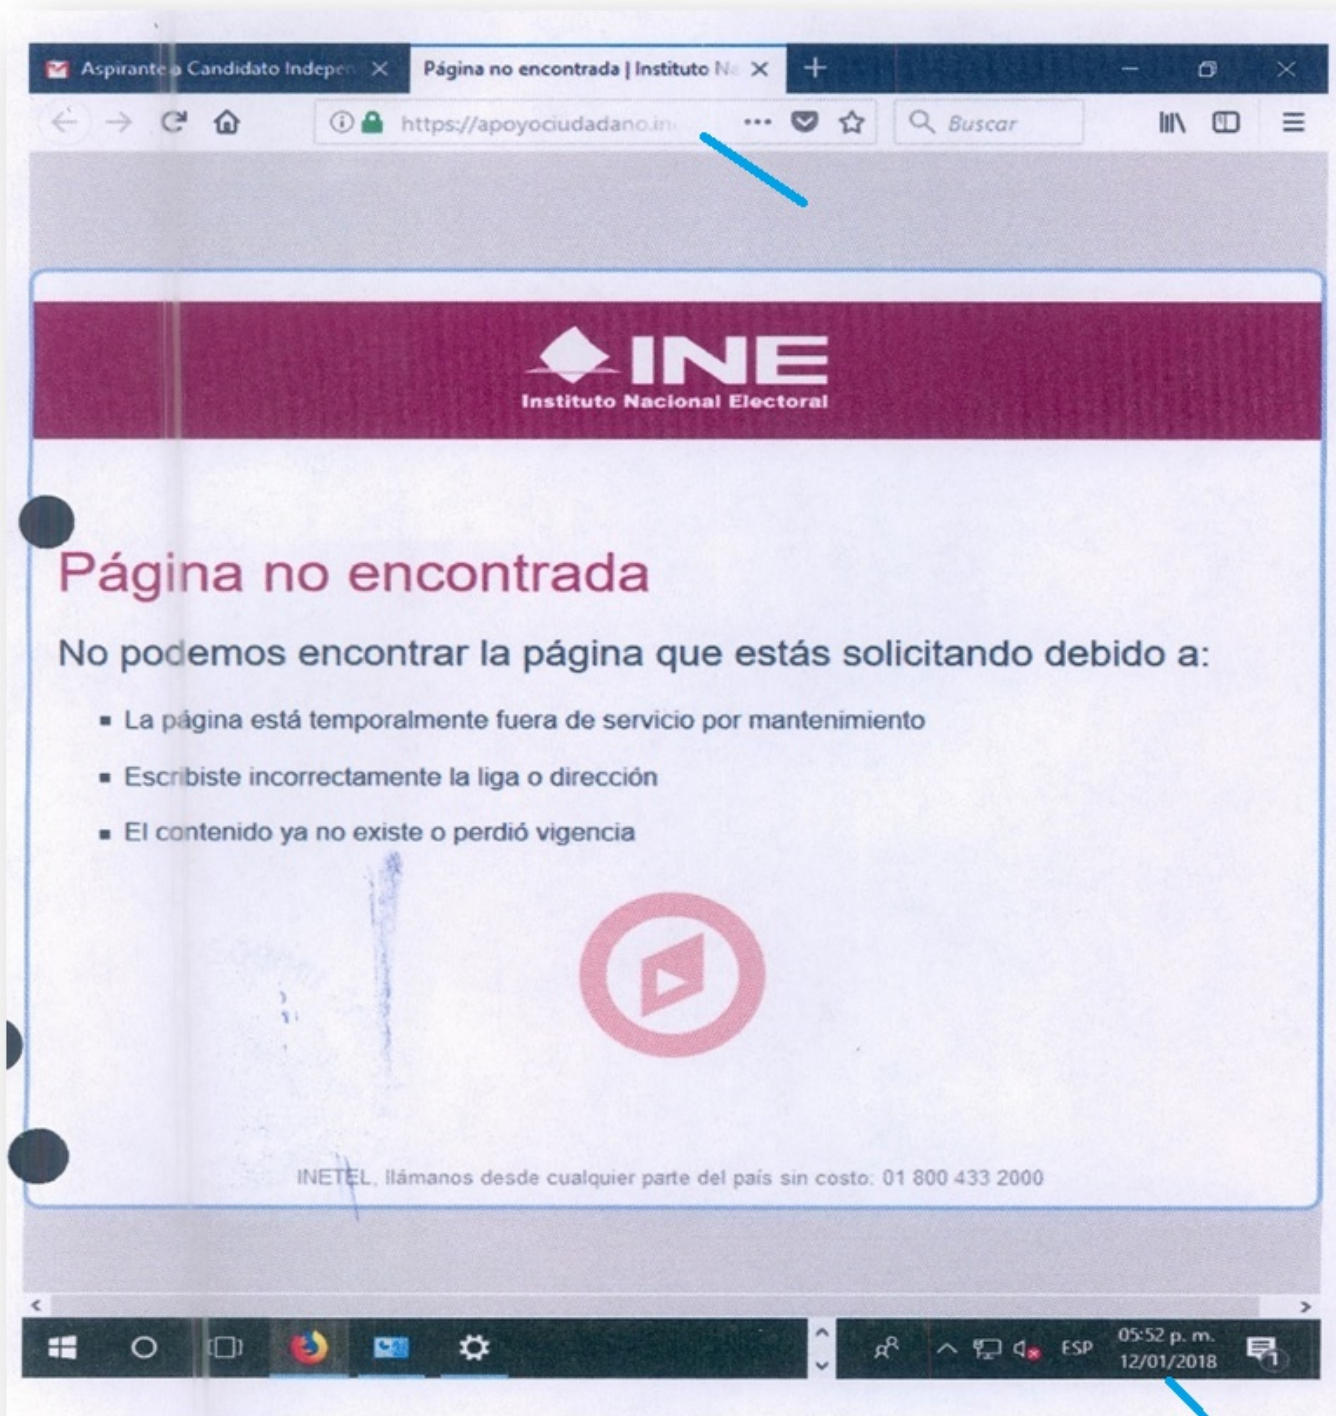 Aspirante a Candidato Indepen
Página no encontrada | Instituto Na
https://apoyociudadano.in
Buscar
INE
Instituto Nacional Electoral
Página no encontrada
No podemos encontrar la página que estás solicitando debido a:
La página está temporalmente fuera de servicio por mantenimiento
Escribiste incorrectamente la liga o dirección
El contenido ya no existe o perdió vigencia
INETEL, llámanos desde cualquier parte del país sin costo: 01 800 433 2000
ESP
05:52 p. m.
12/01/2018
1